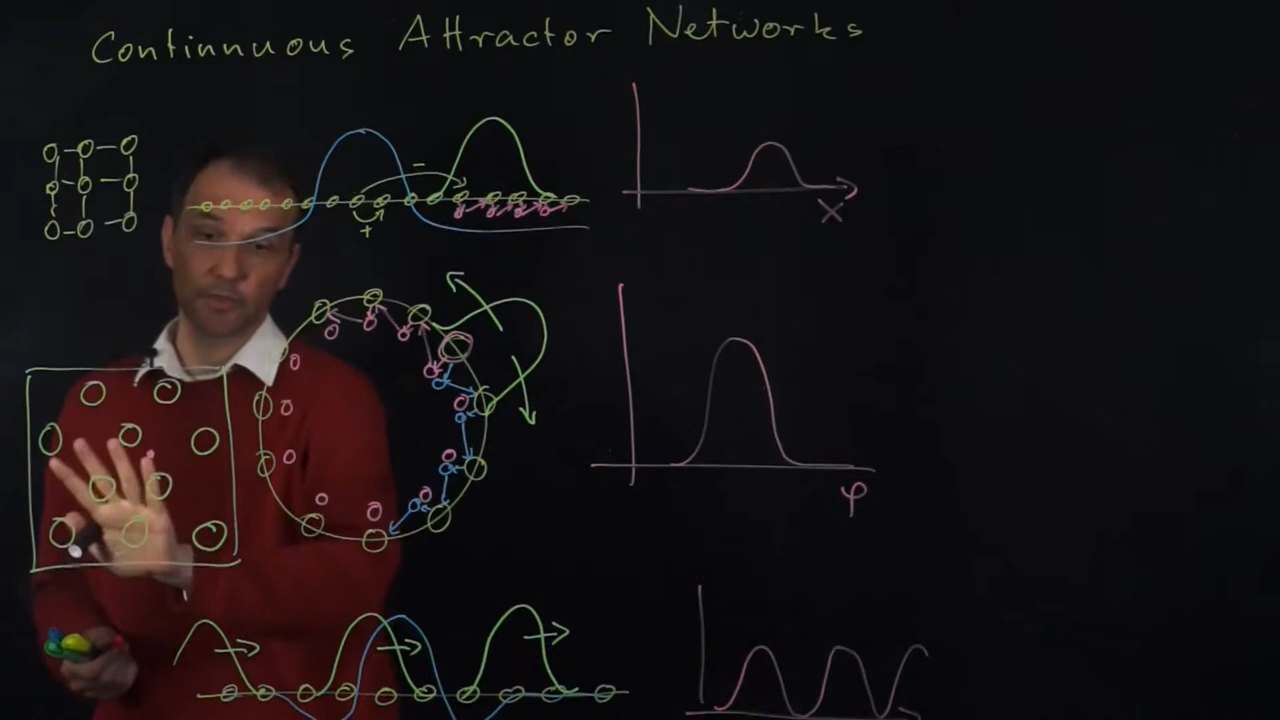 Continnuous Attractor Networks
-
+
X
φ